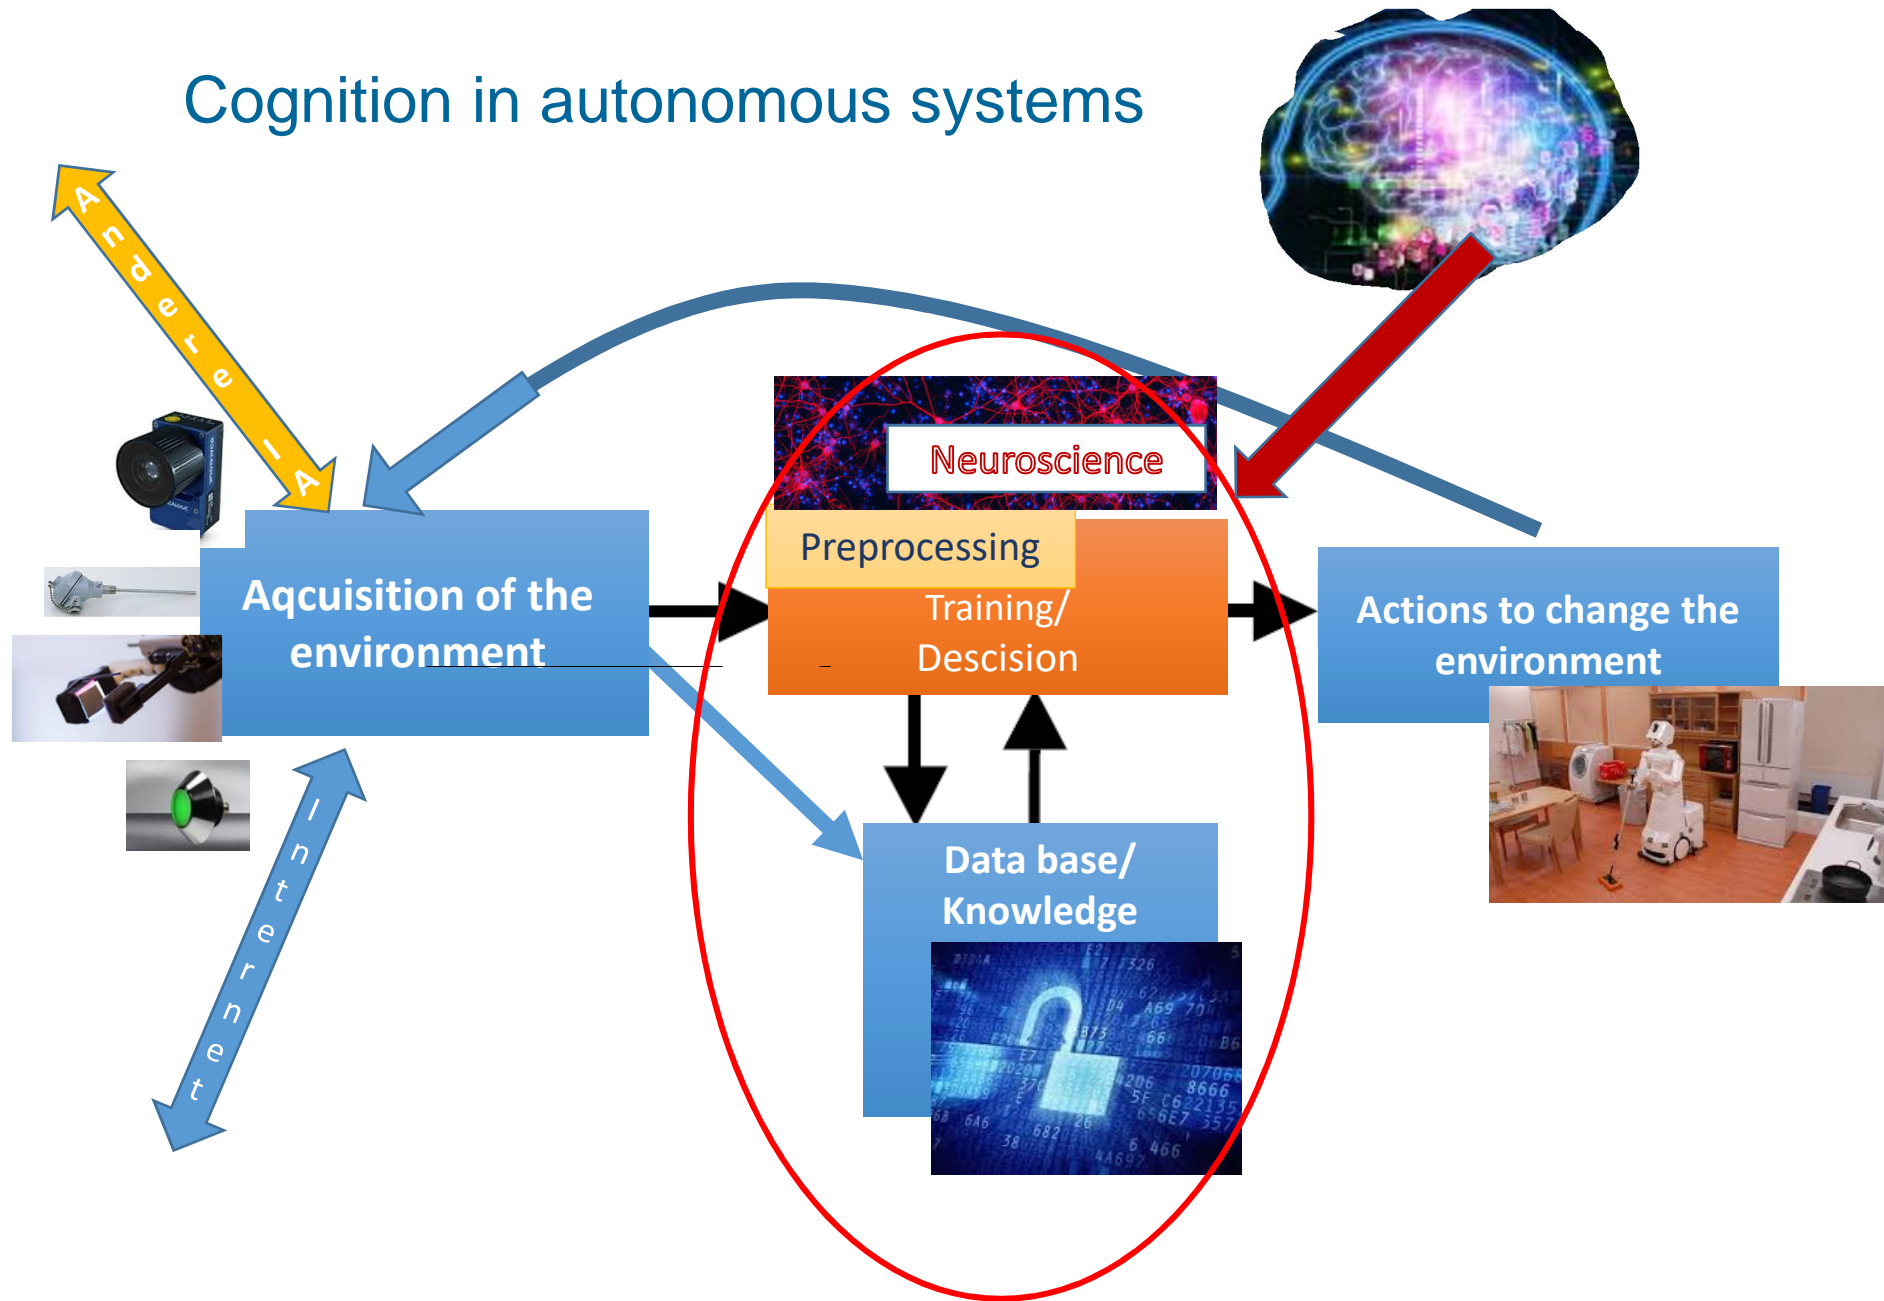 Cognition in autonomous systems
Andere IA
Neuroscience
Preprocessing
Aqcuisition of the
environment
Training/
Descision
Actions to change the
environment
Internet
Data base/
Knowledge